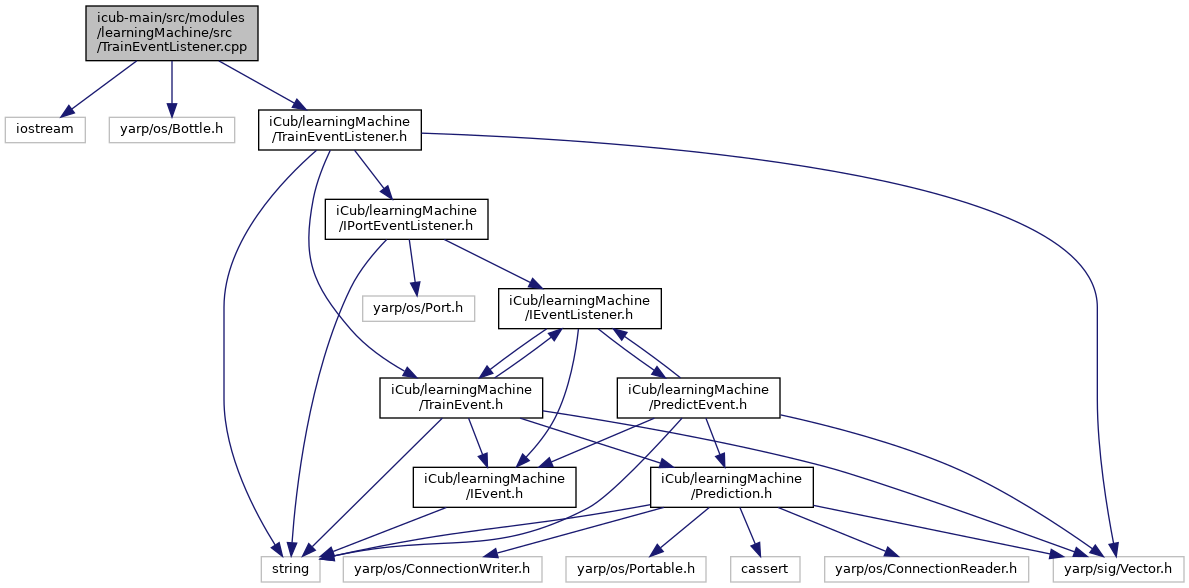 icub-main/src/modules
/learningMachine/src
/TrainEventListener.cpp
iostream
yarp/os/Bottle.h
iCub/learningMachine
/TrainEventListener.h
iCub/learningMachine
/IPortEventListener.h
yarp/os/Port.h
iCub/learningMachine
/IEventListener.h
iCub/learningMachine
/TrainEvent.h
iCub/learningMachine
/PredictEvent.h
iCub/learningMachine
/IEvent.h
iCub/learningMachine
/Prediction.h
string
yarp/os/ConnectionWriter.h
yarp/os/Portable.h
cassert
yarp/os/ConnectionReader.h
yarp/sig/Vector.h